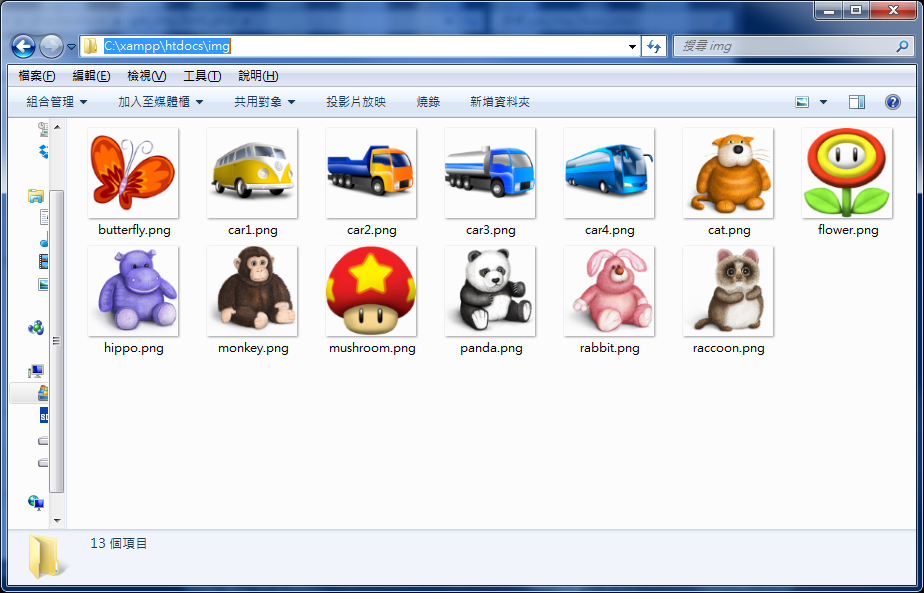 C:\xampp\htdocs\img
搜尋 img
檔案(F) 編輯(E) 檢視(V) 工具(T) 說明(H)
組合管理 加入至媒體櫃 共用對象 投影片放映 燒錄 新增資料夾
butterfly.png car1.png car2.png car3.png car4.png cat.png flower.png
hippo.png monkey.png mushroom.png panda.png rabbit.png raccoon.png
13 個項目